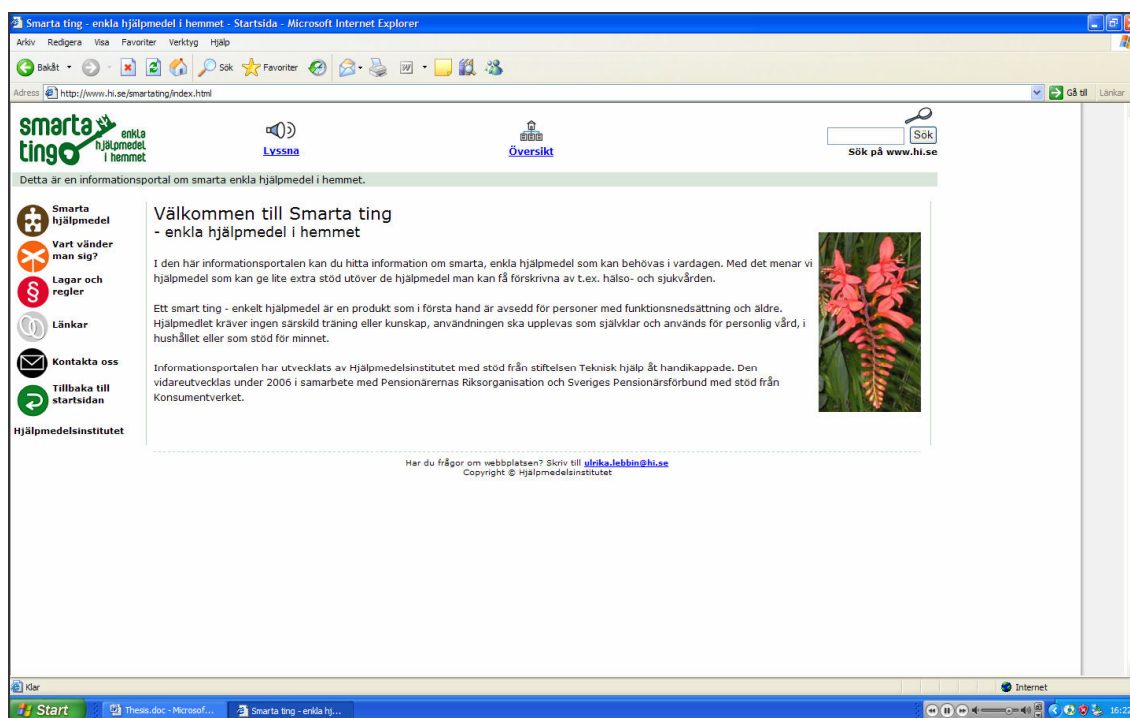 Smarta ting - enkla hjälpmedel i hemmet - Startsida - Microsoft Internet Explorer
Arkiv Redigera Visa Favoriter Verktyg Hjälp
Bakåt Sök Favoriter
Adress http://www.hi.se/smartating/index.html Gå till Länkar
smarta ting enkla hjälpmedel i hemmet
Lyssna
Översikt
Sök
Sök på www.hi.se
Detta är en informationsportal om smarta enkla hjälpmedel i hemmet.
Smarta
hjälpmedel
Vart vänder
man sig?
Lagar och
regler
Länkar
Kontakta oss
Tillbaka till
startsidan
Hjälpmedelsinstitutet
Välkommen till Smarta ting
- enkla hjälpmedel i hemmet
I den här informationsportalen kan du hitta information om smarta, enkla hjälpmedel som kan behövas i vardagen. Med det menar vi
hjälpmedel som kan ge lite extra stöd utöver de hjälpmedel man kan få förskrivna av t.ex. hälso- och sjukvården.
Ett smart ting - enkelt hjälpmedel är en produkt som i första hand är avsedd för personer med funktionsnedsättning och äldre.
Hjälpmedlet kräver ingen särskild träning eller kunskap, användningen ska upplevas som självklar och används för personlig vård, i
hushållet eller som stöd för minnet.
Informationsportalen har utvecklats av Hjälpmedelsinstitutet med stöd från stiftelsen Teknisk hjälp åt handikappade. Den
vidareutvecklas under 2006 i samarbete med Pensionärernas Riksorganisation och Sveriges Pensionärsförbund med stöd från
Konsumentverket.
Har du frågor om webbplatsen? Skriv till ulrika.lebbin@hi.se
Copyright © Hjälpmedelsinstitutet
Klar Internet
Start Thesis.doc - Microsof... Smarta ting - enkla hj... 16:22